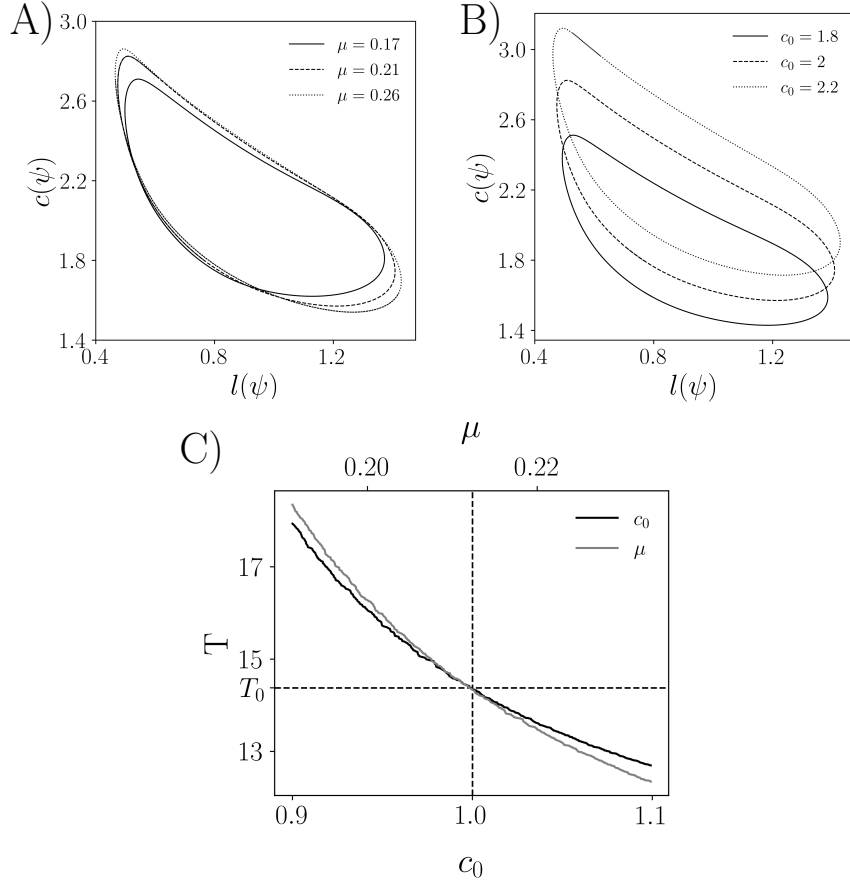 A)
3.0
2.6
2.2
1.8
1.4
c(ψ)
0.4 0.8 1.2
l(ψ)
μ = 0.17
μ = 0.21
μ = 0.26
B)
3.0
2.6
2.2
1.8
1.4
c(ψ)
0.4 0.8 1.2
l(ψ)
c₀ = 1.8
c₀ = 2
c₀ = 2.2
C)
μ
0.20 0.22
c₀
μ
17
15
T₀
13
T
0.9 1.0 1.1
c₀